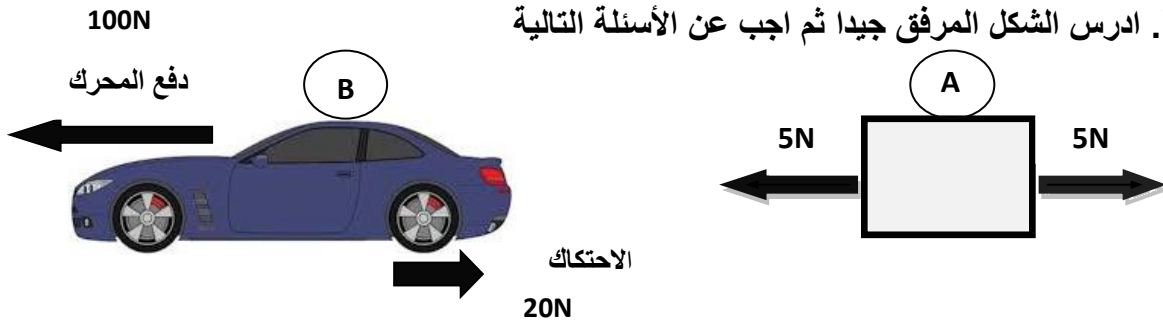 . ادرس الشكل المرفق جيدا ثم اجب عن الأسئلة التالية
100N
دفع المحرك
B
A
5N
5N
الاحتكاك
20N